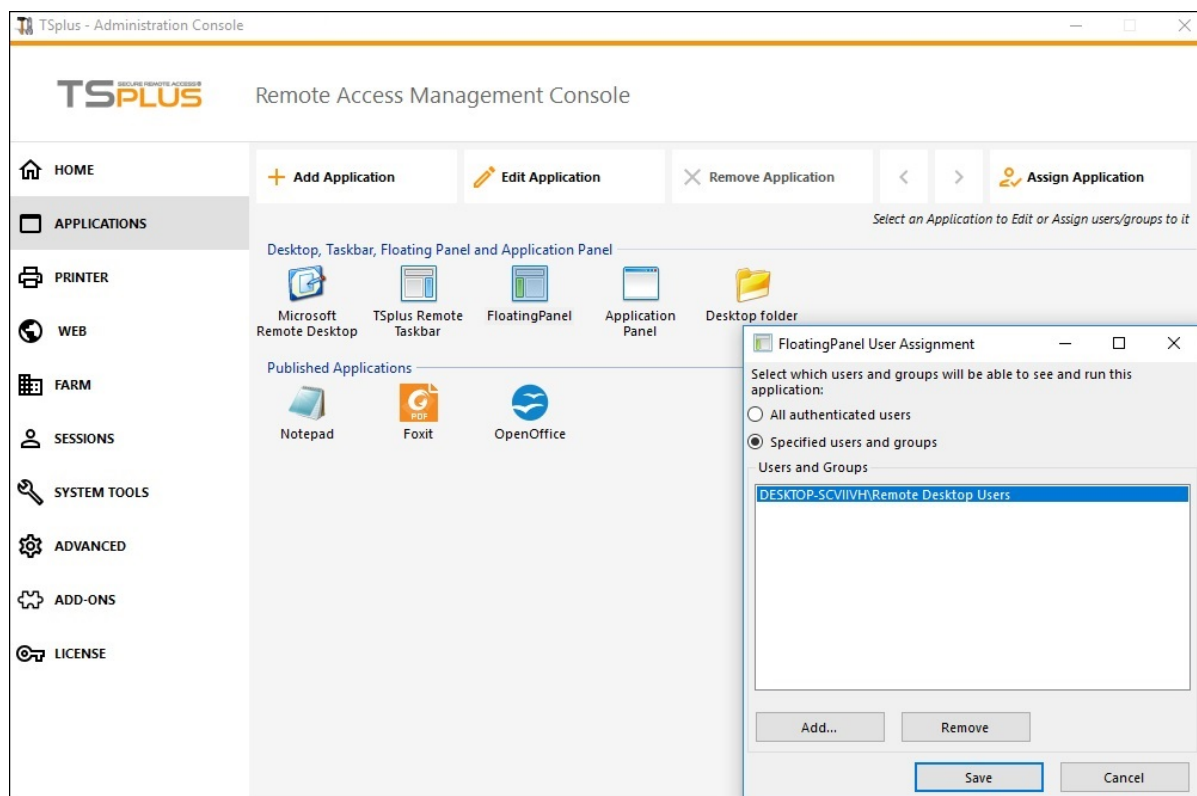 TSplus - Administration Console
TSPLUS
SECURE REMOTE ACCESS®
Remote Access Management Console
HOME
APPLICATIONS
PRINTER
WEB
FARM
SESSIONS
SYSTEM TOOLS
ADVANCED
ADD-ONS
LICENSE
Add Application
Edit Application
Remove Application
Assign Application
Select an Application to Edit or Assign users/groups to it
Desktop, Taskbar, Floating Panel and Application Panel
Microsoft
Remote Desktop
TSplus Remote
Taskbar
FloatingPanel
Application
Panel
Desktop folder
Published Applications
Notepad
PDF
Foxit
OpenOffice
FloatingPanel User Assignment
Select which users and groups will be able to see and run this
application:
All authenticated users
Specified users and groups
Users and Groups
DESKTOP-SCVIIVH\Remote Desktop Users
Add...
Remove
Save
Cancel